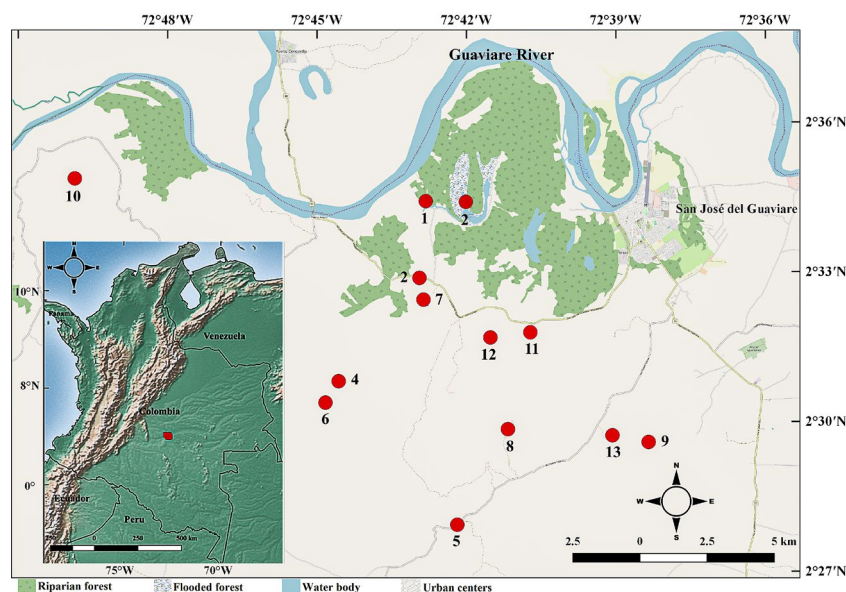 72°48'W
72°45'W
72°42'W
72°39'W
72°36'W
Guaviare River
2°36'N
10
1
2
San José del Guaviare
2
7
2°33'N
12
11
4
6
8
13
9
2°30'N
5
2°27'N
N
W
E
S
2.5
0
2.5
5 km
N
W
E
S
10°N
Panama
Venezuela
8°N
Colombia
0°
Ecuador
Peru
250
0
250
500 km
75°W
70°W
Riparian forest
Flooded forest
Water body
Urban centers